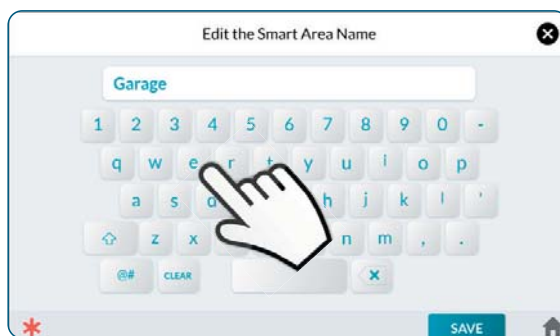 Edit the Smart Area Name
Garage
1 2 3 4 5 6 7 8 9 0 -
q w e r t y u i o p
a s d h j k l '
z x n m , .
@# CLEAR
SAVE